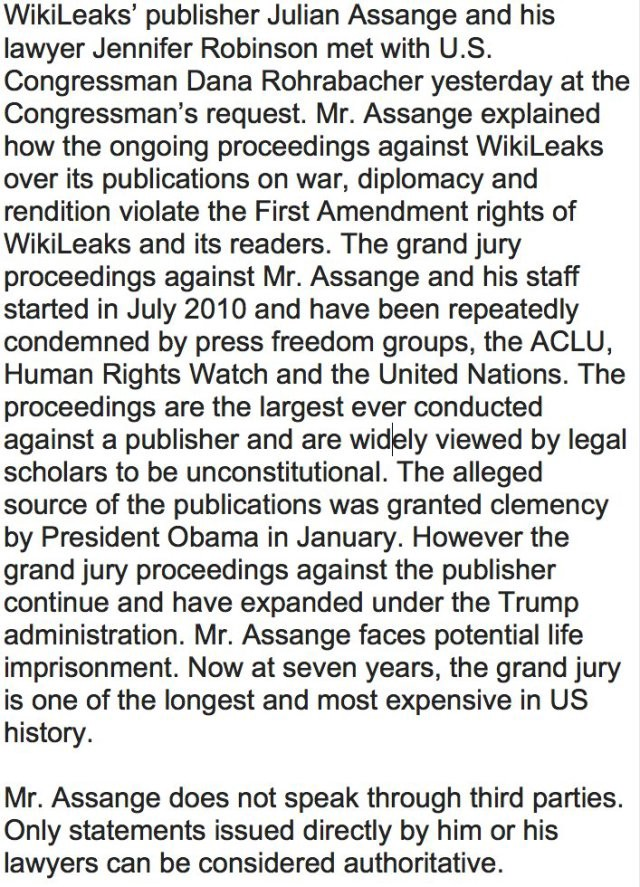 WikiLeaks’ publisher Julian Assange and his
lawyer Jennifer Robinson met with U.S.
Congressman Dana Rohrabacher yesterday at the
Congressman’s request. Mr. Assange explained
how the ongoing proceedings against WikiLeaks
over its publications on war, diplomacy and
rendition violate the First Amendment rights of
WikiLeaks and its readers. The grand jury
proceedings against Mr. Assange and his staff
started in July 2010 and have been repeatedly
condemned by press freedom groups, the ACLU,
Human Rights Watch and the United Nations. The
proceedings are the largest ever conducted
against a publisher and are widely viewed by legal
scholars to be unconstitutional. The alleged
source of the publications was granted clemency
by President Obama in January. However the
grand jury proceedings against the publisher
continue and have expanded under the Trump
administration. Mr. Assange faces potential life
imprisonment. Now at seven years, the grand jury
is one of the longest and most expensive in US
history.
Mr. Assange does not speak through third parties.
Only statements issued directly by him or his
lawyers can be considered authoritative.